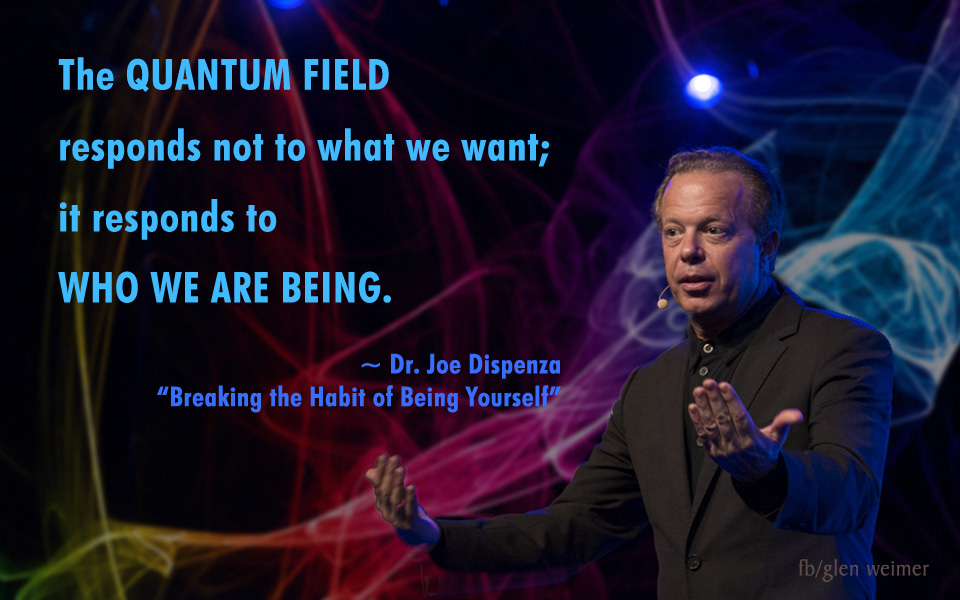 The QUANTUM FIELD
responds not to what we want;
it responds to
WHO WE ARE BEING.
~ Dr. Joe Dispenza
“Breaking the Habit of Being Yourself”
fb/glen weimer